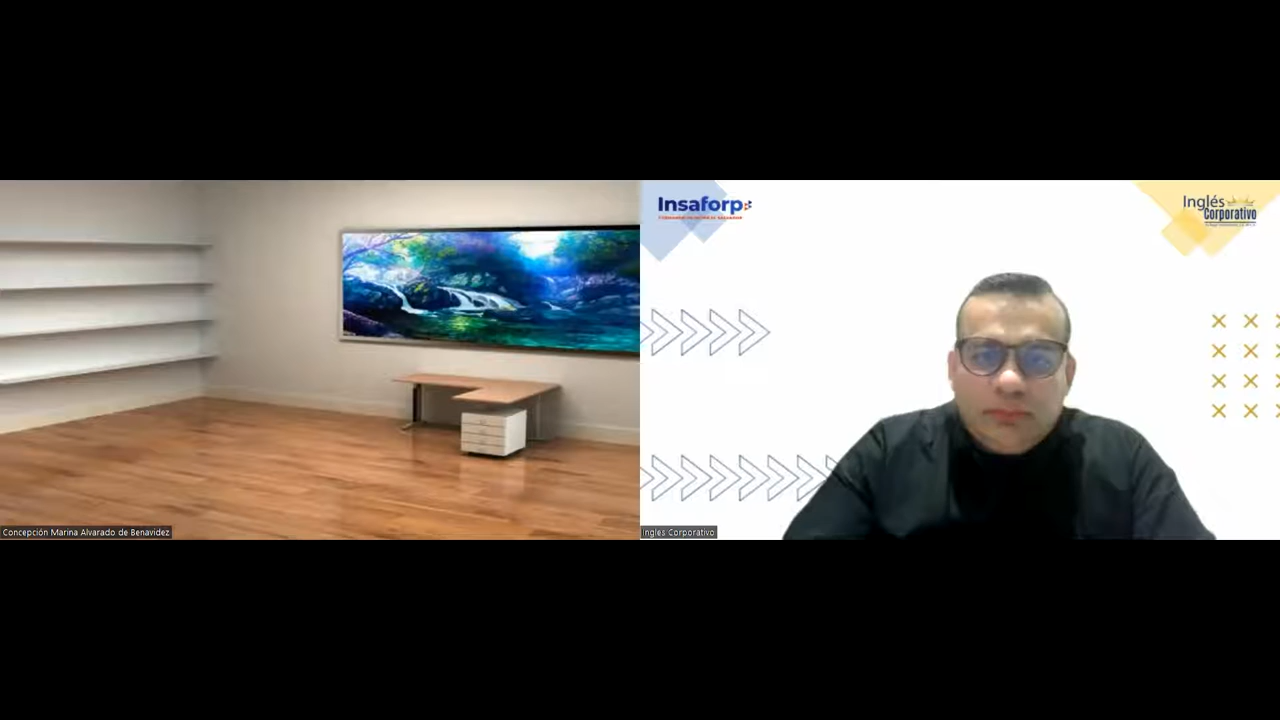 Insaforp
Inglés
Corporativo
Concepción Marina Alvarado de Benavidez
Ingles Corporativo